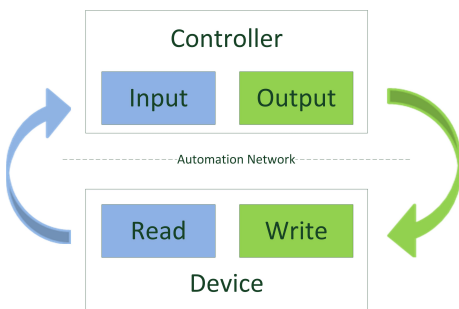 Controller
Input Output
Automation Network
Read Write
Device